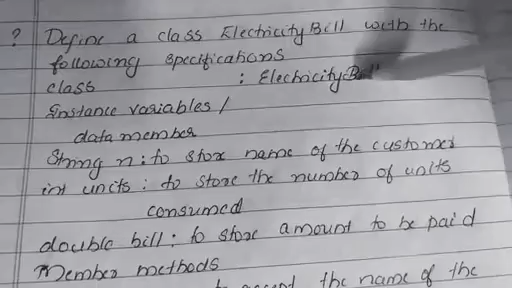 ? Define a class ElectricityBill with the
following specifications
class : ElectricityBill
Instance variables /
data member
String n : to store name of the customer
int units : to store the number of units
consumed
double bill : to store amount to be paid
Member methods
to accept the name of the